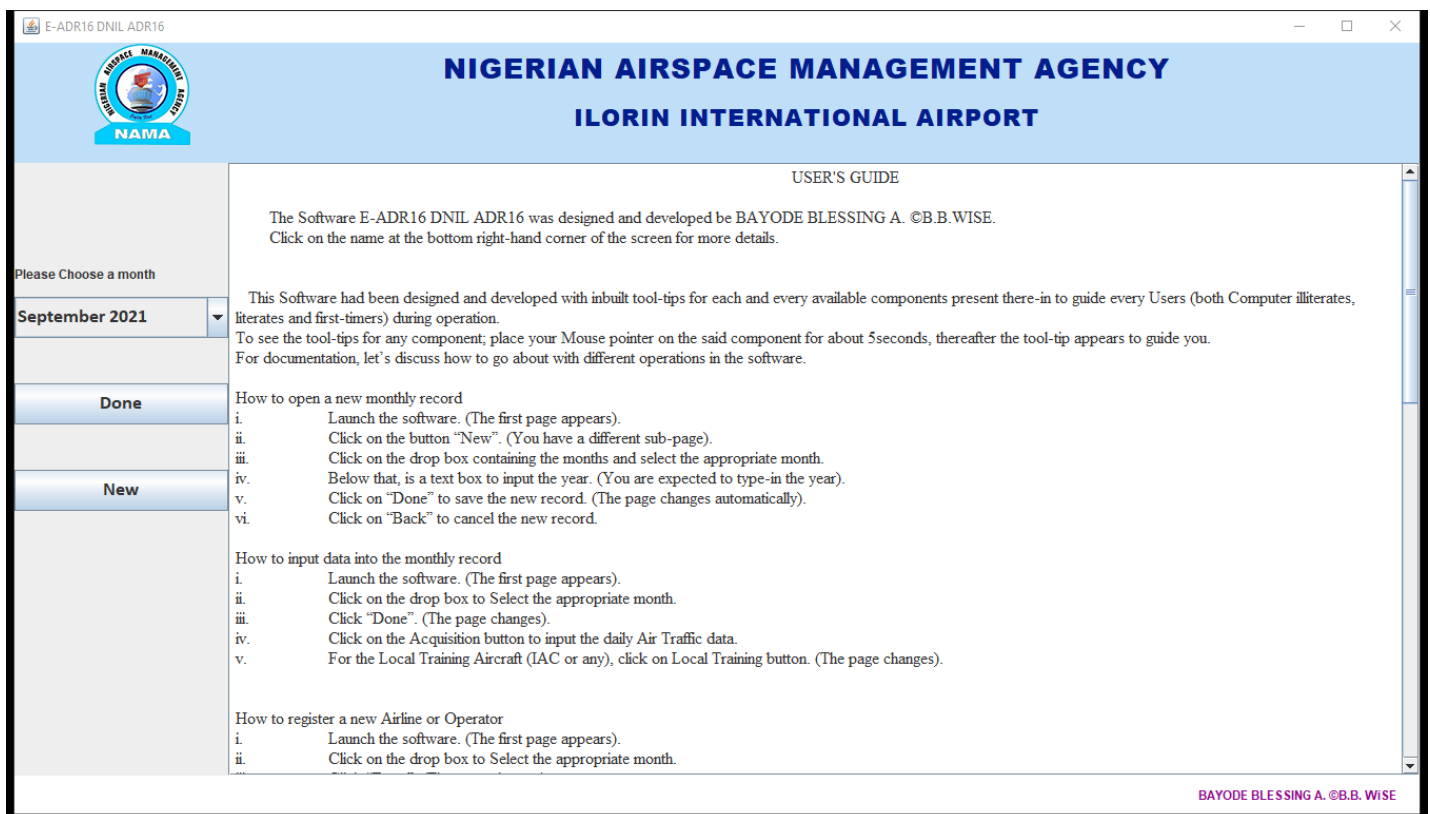 E-ADR16 DNIL ADR16
NIGERIAN AIRSPACE MANAGEMENT AGENCY
NAMA
NIGERIAN AIRSPACE MANAGEMENT AGENCY
ILORIN INTERNATIONAL AIRPORT
Please Choose a month
September 2021
Done
New
USER'S GUIDE
The Software E-ADR16 DNIL ADR16 was designed and developed be BAYODE BLESSING A. ©B.B.WISE.
Click on the name at the bottom right-hand corner of the screen for more details.
This Software had been designed and developed with inbuilt tool-tips for each and every available components present there-in to guide every Users (both Computer illiterates,
literates and first-timers) during operation.
To see the tool-tips for any component; place your Mouse pointer on the said component for about 5seconds, thereafter the tool-tip appears to guide you.
For documentation, let’s discuss how to go about with different operations in the software.
How to open a new monthly record
i. Launch the software. (The first page appears).
ii. Click on the button “New”. (You have a different sub-page).
iii. Click on the drop box containing the months and select the appropriate month.
iv. Below that, is a text box to input the year. (You are expected to type-in the year).
v. Click on “Done” to save the new record. (The page changes automatically).
vi. Click on “Back” to cancel the new record.
How to input data into the monthly record
i. Launch the software. (The first page appears).
ii. Click on the drop box to Select the appropriate month.
iii. Click “Done”. (The page changes).
iv. Click on the Acquisition button to input the daily Air Traffic data.
v. For the Local Training Aircraft (IAC or any), click on Local Training button. (The page changes).
How to register a new Airline or Operator
i. Launch the software. (The first page appears).
ii. Click on the drop box to Select the appropriate month.
BAYODE BLESSING A. ©B.B. WiSE